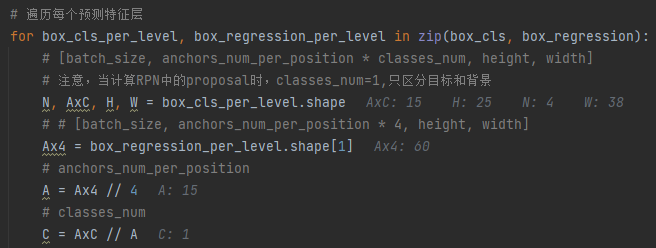 # 遍历每个预测特征层
for box_cls_per_level, box_regression_per_level in zip(box_cls, box_regression):
# [batch_size, anchors_num_per_position * classes_num, height, width]
# 注意，当计算RPN中的proposal时，classes_num=1,只区分目标和背景
N, AxC, H, W = box_cls_per_level.shape AxC: 15 H: 25 N: 4 W: 38
# # [batch_size, anchors_num_per_position * 4, height, width]
Ax4 = box_regression_per_level.shape[1] Ax4: 60
# anchors_num_per_position
A = Ax4 // 4 A: 15
# classes_num
C = AxC // A C: 1